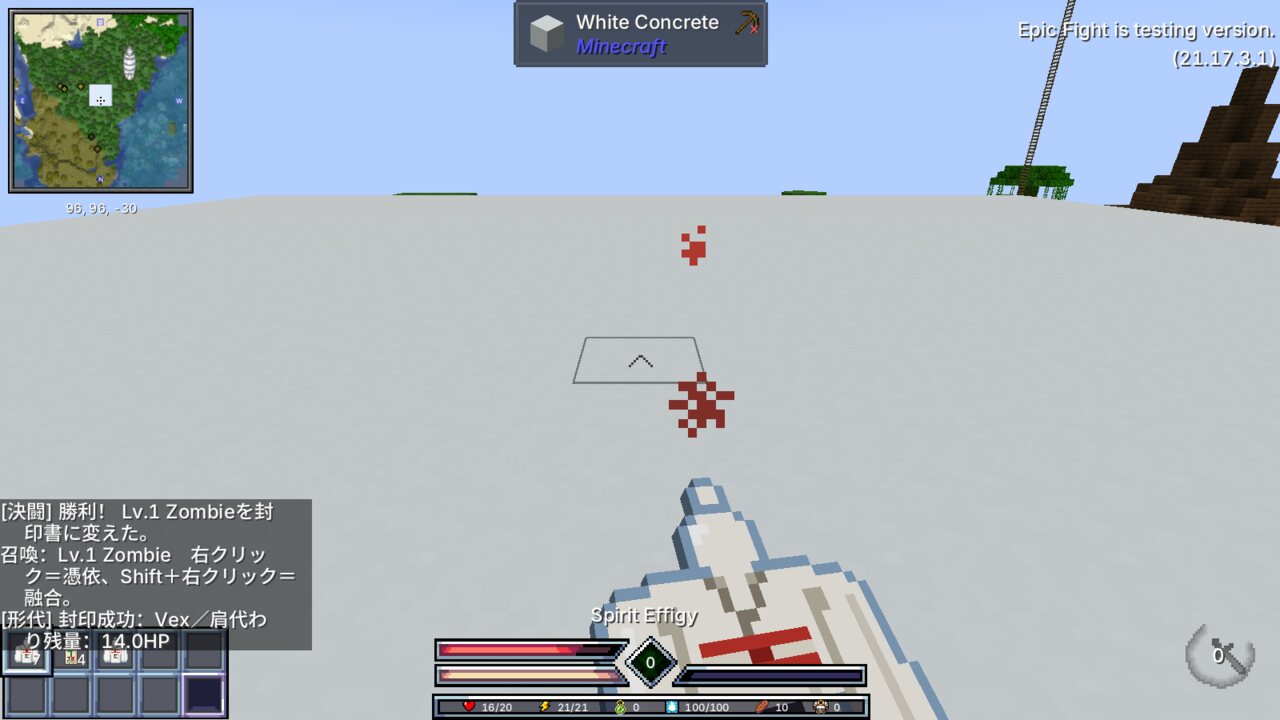 White Concrete
Minecraft
Epic Fight is testing version.
(21.17.3.1)
S
E
W
N
96, 96, -30
[決闘] 勝利! Lv.1 Zombieを封
印書に変えた。
召喚: Lv.1 Zombie 右クリッ
ク=憑依、Shift+右クリック=
融合。
[形代] 封印成功: Vex/肩代わ
り残量: 14.0HP
7
4
Spirit Effigy
0
16/20
21/21
0
100/100
10
0
0